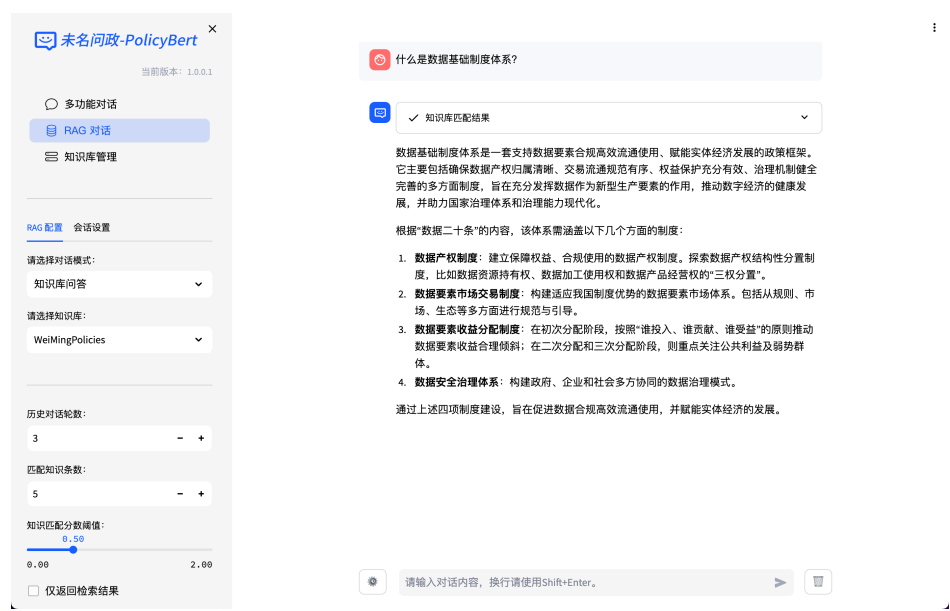 未名问政-PolicyBert
当前版本：1.0.0.1
多功能对话
RAG 对话
知识库管理
RAG 配置
会话设置
请选择对话模式：
知识库问答
请选择知识库：
WeiMingPolicies
历史对话轮数：
3
匹配知识条数：
5
知识匹配分数阈值：
0.50
0.00
2.00
仅返回检索结果
什么是数据基础制度体系？
知识库匹配结果
数据基础制度体系是一套支持数据要素合规高效流通使用、赋能实体经济发展的政策框架。
它主要包括确保数据产权归属清晰、交易流通规范有序、权益保护充分有效、治理机制健全
完善的多方面制度，旨在充分发挥数据作为新型生产要素的作用，推动数字经济的健康发
展，并助力国家治理体系和治理能力现代化。
根据“数据二十条”的内容，该体系需涵盖以下几个方面的制度：
1. 数据产权制度：建立保障权益、合规使用的数据产权制度。探索数据产权结构性分置制
度，比如数据资源持有权、数据加工使用权和数据产品经营权的“三权分置”。
2. 数据要素市场交易制度：构建适应我国制度优势的数据要素市场体系。包括从规则、市
场、生态等多方面进行规范与引导。
3. 数据要素收益分配制度：在初次分配阶段，按照“谁投入、谁贡献、谁受益”的原则推动
数据要素收益合理倾斜；在二次分配和三次分配阶段，则重点关注公共利益及弱势群
体。
4. 数据安全治理体系：构建政府、企业和社会多方协同的数据治理模式。
通过上述四项制度建设，旨在促进数据合规高效流通使用，并赋能实体经济的发展。
请输入对话内容，换行请使用Shift+Enter。